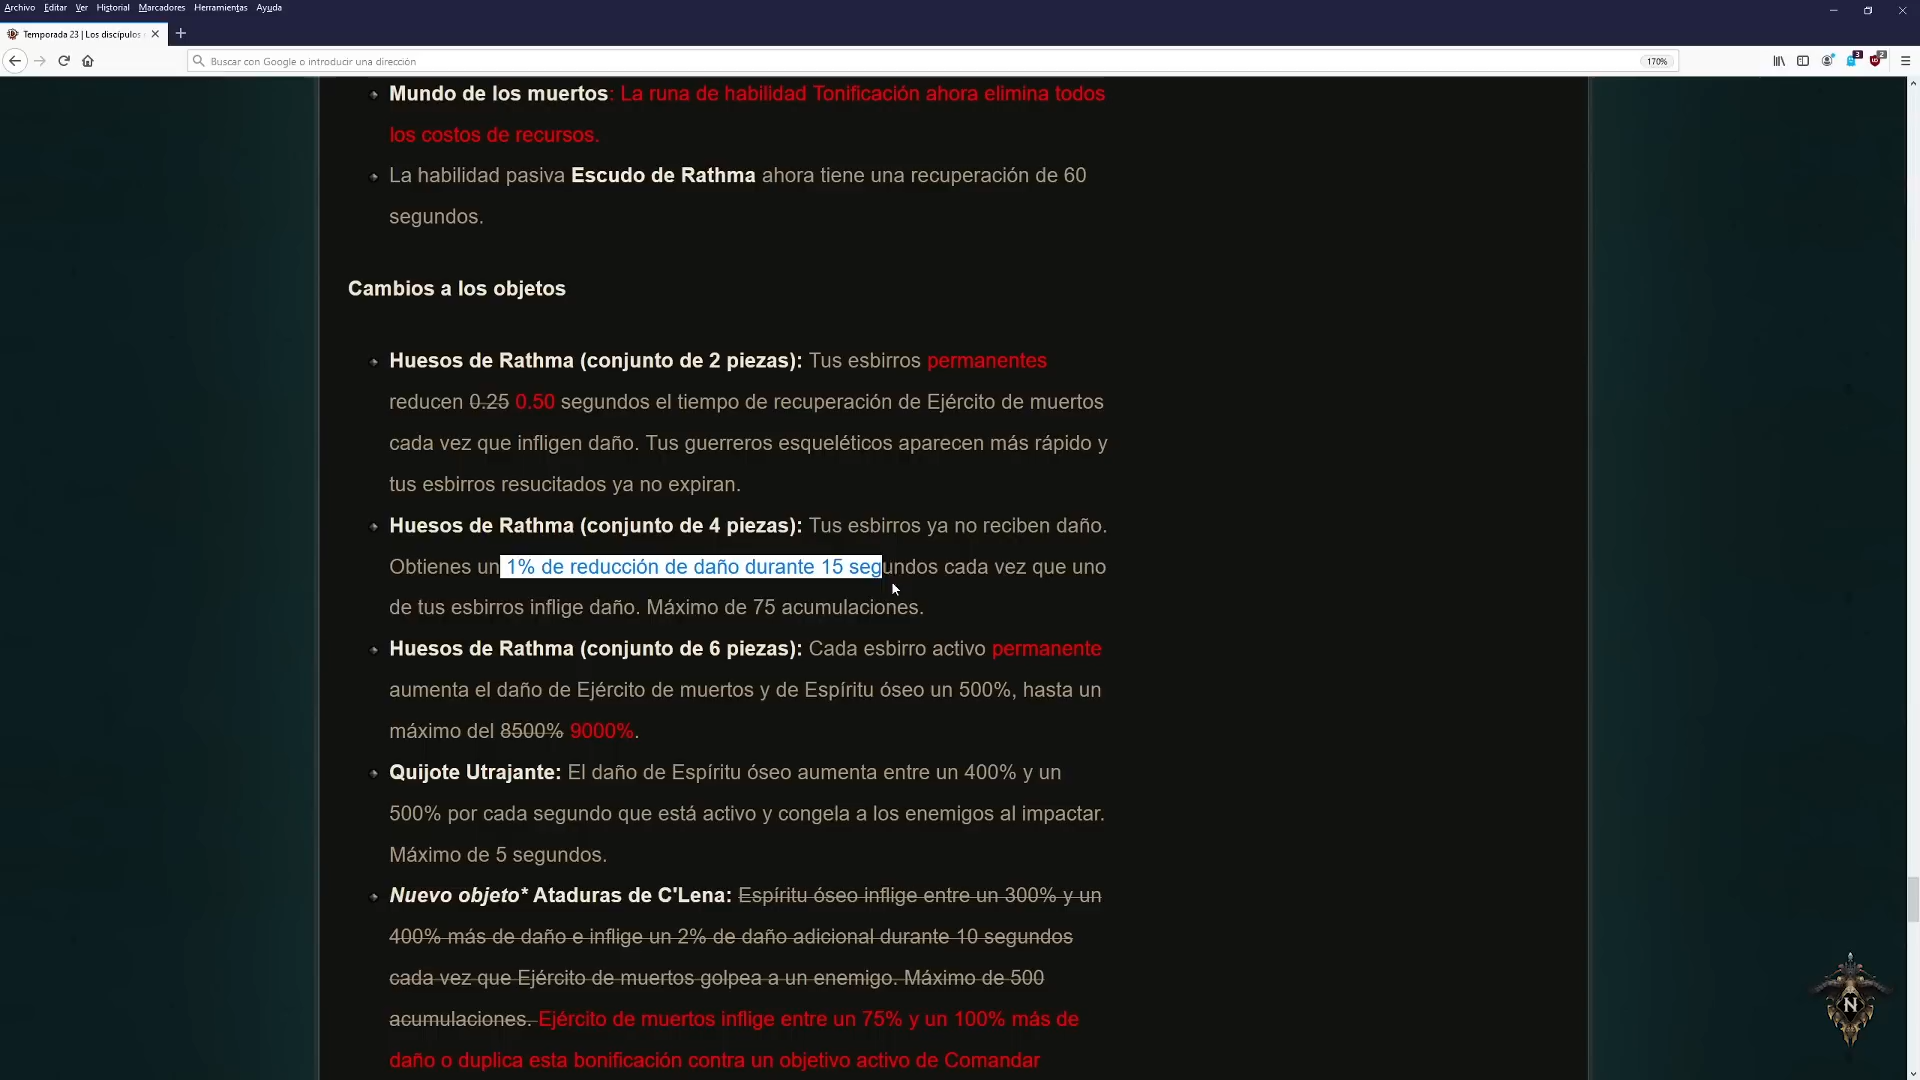 Archivo Editar Ver Historial Marcadores Herramientas Ayuda
Temporada 23 | Los discípulos
Buscar con Google o introducir una dirección
170%
3
2
Mundo de los muertos: La runa de habilidad Tonificación ahora elimina todos
los costos de recursos.
La habilidad pasiva Escudo de Rathma ahora tiene una recuperación de 60
segundos.
Cambios a los objetos
Huesos de Rathma (conjunto de 2 piezas): Tus esbirros permanentes
reducen 0.25 0.50 segundos el tiempo de recuperación de Ejército de muertos
cada vez que infligen daño. Tus guerreros esqueléticos aparecen más rápido y
tus esbirros resucitados ya no expiran.
Huesos de Rathma (conjunto de 4 piezas): Tus esbirros ya no reciben daño.
Obtienes un 1% de reducción de daño durante 15 segundos cada vez que uno
de tus esbirros inflige daño. Máximo de 75 acumulaciones.
Huesos de Rathma (conjunto de 6 piezas): Cada esbirro activo permanente
aumenta el daño de Ejército de muertos y de Espíritu óseo un 500%, hasta un
máximo del 8500% 9000%.
Quijote Utrajante: El daño de Espíritu óseo aumenta entre un 400% y un
500% por cada segundo que está activo y congela a los enemigos al impactar.
Máximo de 5 segundos.
Nuevo objeto* Ataduras de C'Lena: Espíritu óseo inflige entre un 300% y un
400% más de daño e inflige un 2% de daño adicional durante 10 segundos
cada vez que Ejército de muertos golpea a un enemigo. Máximo de 500
acumulaciones. Ejército de muertos inflige entre un 75% y un 100% más de
daño o duplica esta bonificación contra un objetivo activo de Comandar
N